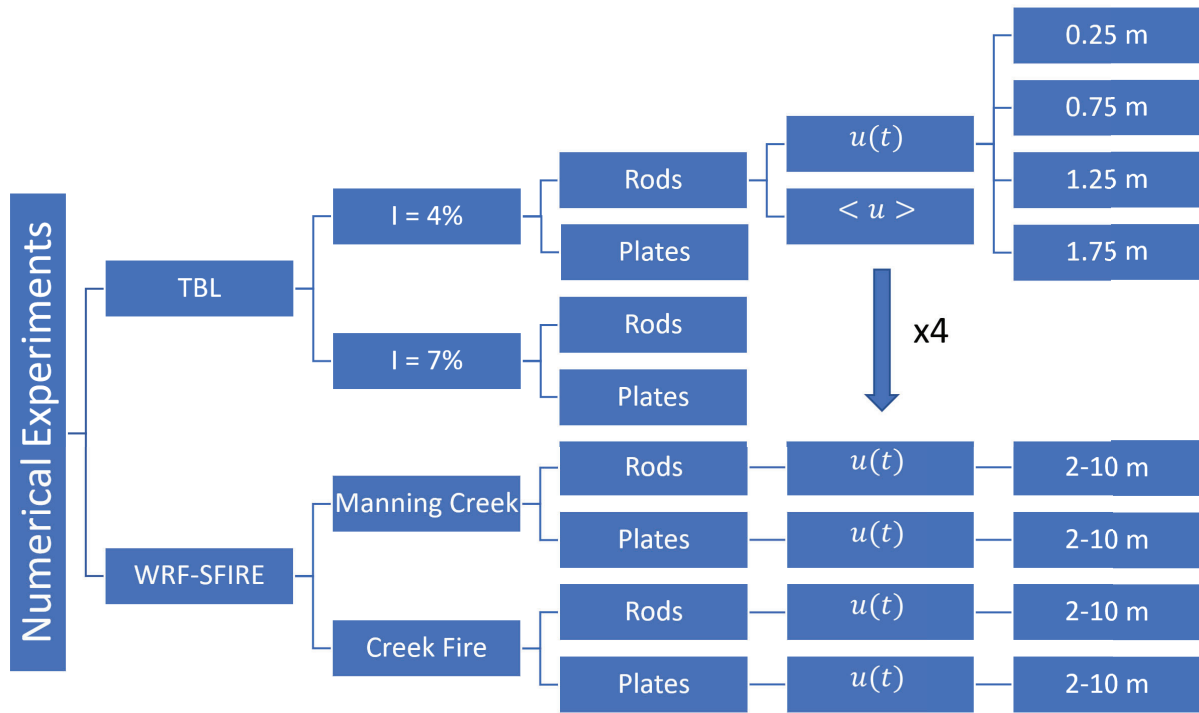 Numerical Experiments
TBL
I = 4%
Rods
u(t)
0.25 m
0.75 m
1.25 m
1.75 m
< u >
Plates
I = 7%
Rods
Plates
x4
WRF-SFIRE
Manning Creek
Rods
u(t)
2-10 m
Plates
u(t)
2-10 m
Creek Fire
Rods
u(t)
2-10 m
Plates
u(t)
2-10 m